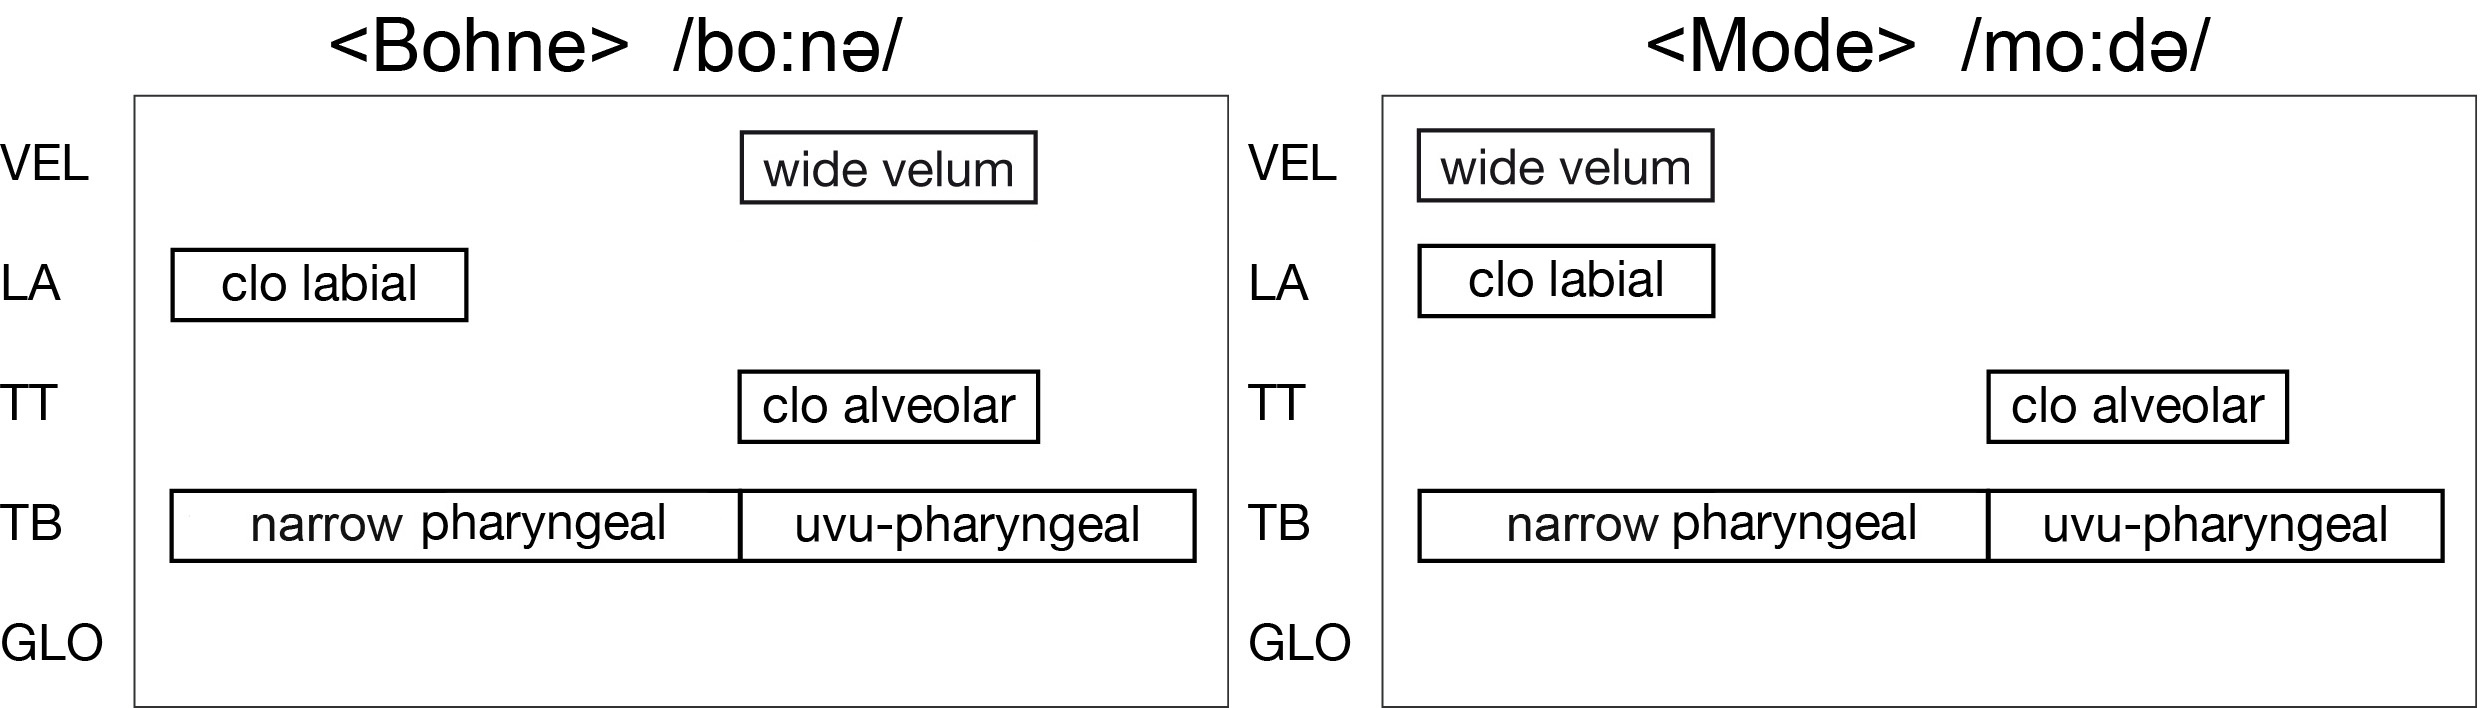 <Bohne> /bo:nə/
VEL wide velum
LA clo labial
TT clo alveolar
TB narrow pharyngeal uvu-pharyngeal
GLO
<Mode> /mo:də/
VEL wide velum
LA clo labial
TT clo alveolar
TB narrow pharyngeal uvu-pharyngeal
GLO